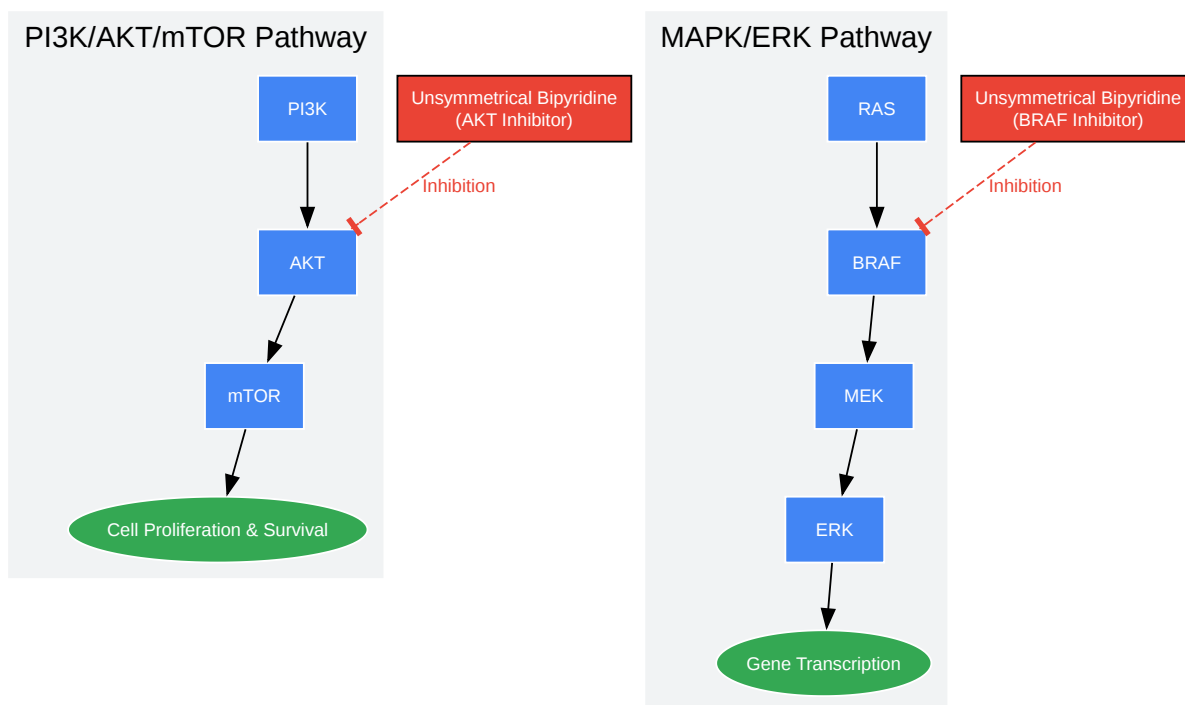 PI3K/AKT/mTOR Pathway
PI3K
Unsymmetrical Bipyridine
(AKT Inhibitor)
Inhibition
AKT
mTOR
Cell Proliferation & Survival
MAPK/ERK Pathway
RAS
Unsymmetrical Bipyridine
(BRAF Inhibitor)
Inhibition
BRAF
MEK
ERK
Gene Transcription